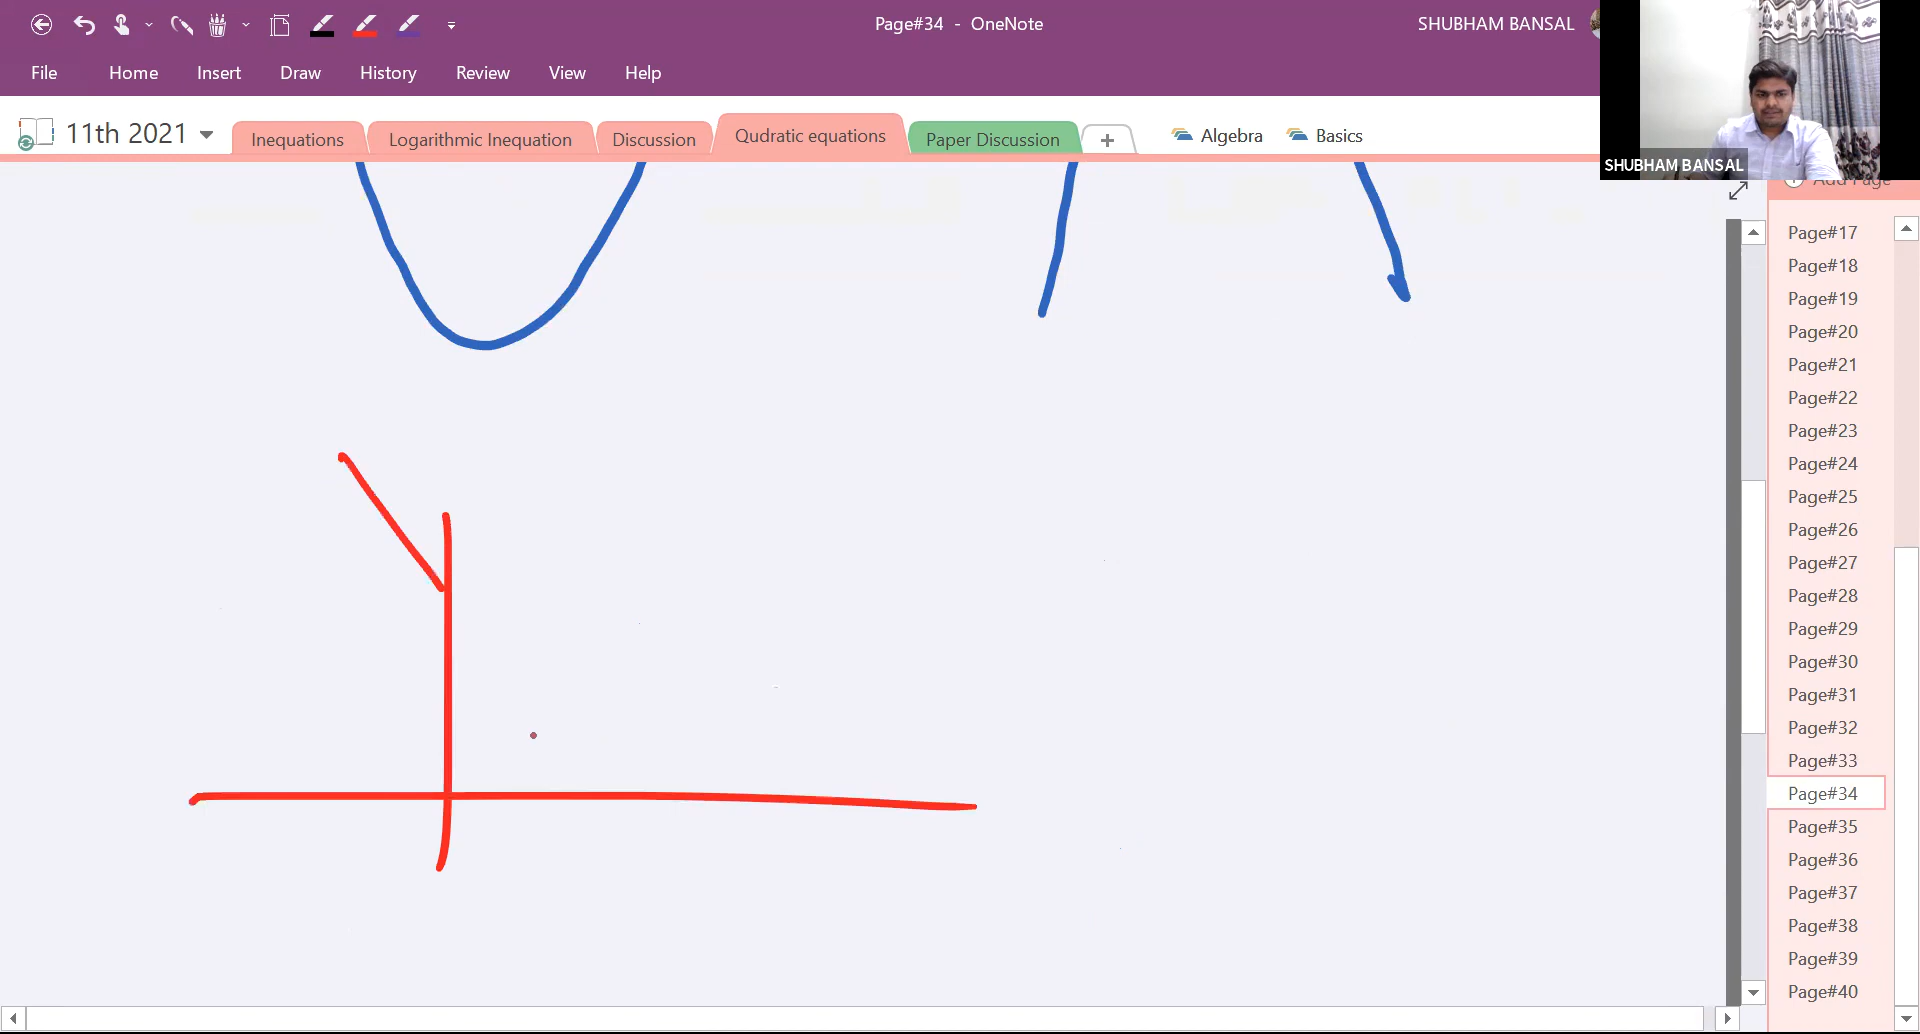 Page#34 - OneNote
SHUBHAM BANSAL
File Home Insert Draw History Review View Help
11th 2021
Inequations
Logarithmic Inequation
Discussion
Qudratic equations
Paper Discussion
+
Algebra
Basics
SHUBHAM BANSAL
Add Page
Page#17
Page#18
Page#19
Page#20
Page#21
Page#22
Page#23
Page#24
Page#25
Page#26
Page#27
Page#28
Page#29
Page#30
Page#31
Page#32
Page#33
Page#34
Page#35
Page#36
Page#37
Page#38
Page#39
Page#40